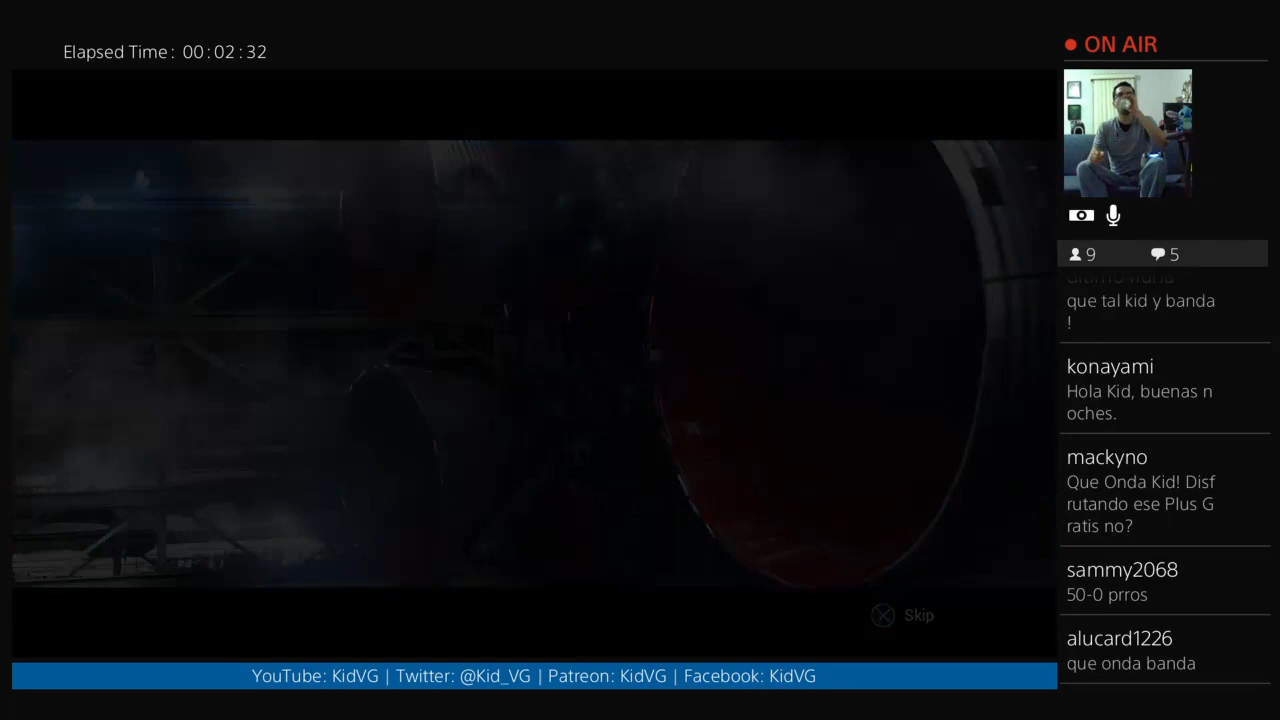 Elapsed Time: 00:02:32
ON AIR
9
5
que tal kid y banda
!
konayami
Hola Kid, buenas n
oches.
mackyno
Que Onda Kid! Disf
rutando ese Plus G
ratis no?
sammy2068
50-0 prros
alucard1226
que onda banda
Skip
YouTube: KidVG | Twitter: @Kid_VG | Patreon: KidVG | Facebook: KidVG